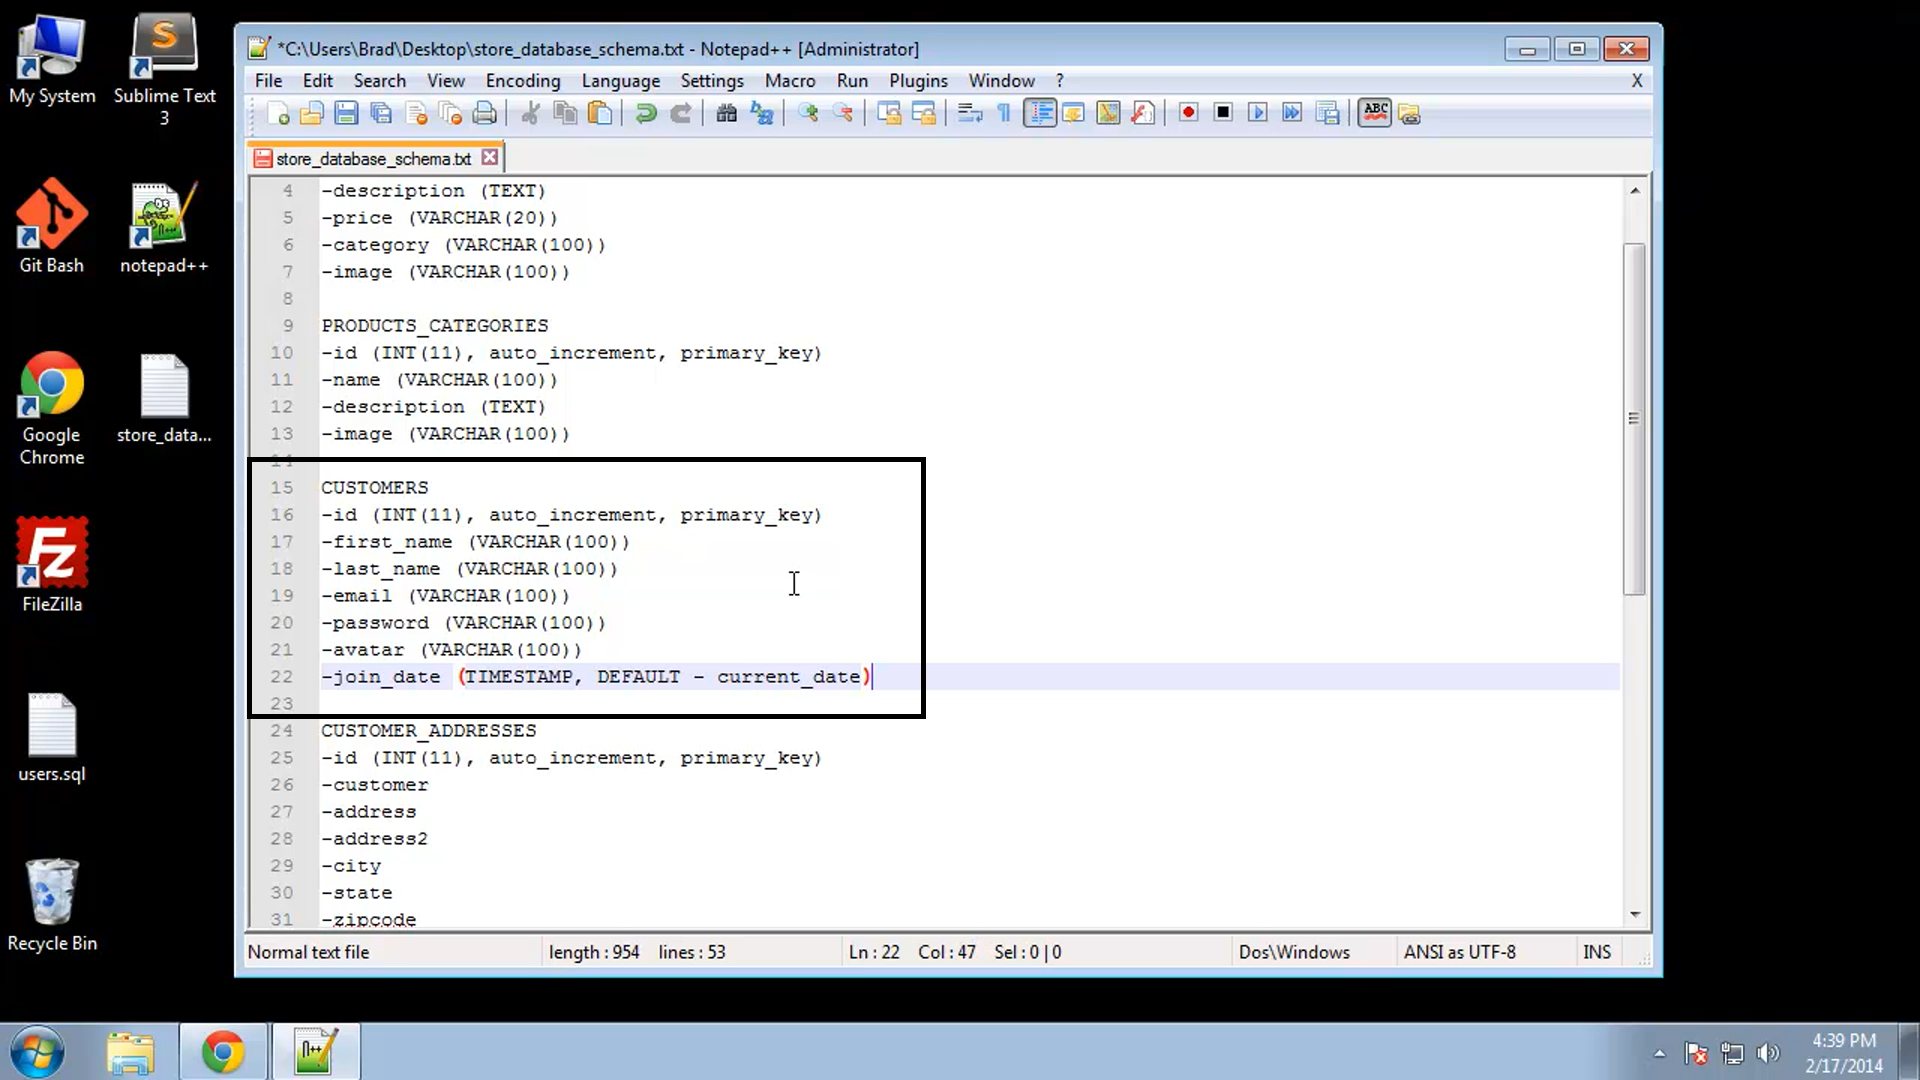 My System
Sublime Text
3
Git Bash
notepad++
Google
Chrome
store_data...
FileZilla
users.sql
Recycle Bin
*C:\Users\Brad\Desktop\store_database_schema.txt - Notepad++ [Administrator]
File Edit Search View Encoding Language Settings Macro Run Plugins Window ? X
ABC
store_database_schema.txt
4 -description (TEXT)
5 -price (VARCHAR(20))
6 -category (VARCHAR(100))
7 -image (VARCHAR(100))
8
9 PRODUCTS_CATEGORIES
10 -id (INT(11), auto_increment, primary_key)
11 -name (VARCHAR(100))
12 -description (TEXT)
13 -image (VARCHAR(100))
14
15 CUSTOMERS
16 -id (INT(11), auto_increment, primary_key)
17 -first_name (VARCHAR(100))
18 -last_name (VARCHAR(100))
19 -email (VARCHAR(100))
20 -password (VARCHAR(100))
21 -avatar (VARCHAR(100))
22 -join_date (TIMESTAMP, DEFAULT - current_date)
23
24 CUSTOMER_ADDRESSES
25 -id (INT(11), auto_increment, primary_key)
26 -customer
27 -address
28 -address2
29 -city
30 -state
31 -zipcode
Normal text file length : 954 lines : 53 Ln : 22 Col : 47 Sel : 0 | 0 Dos\Windows ANSI as UTF-8 INS
4:39 PM
2/17/2014